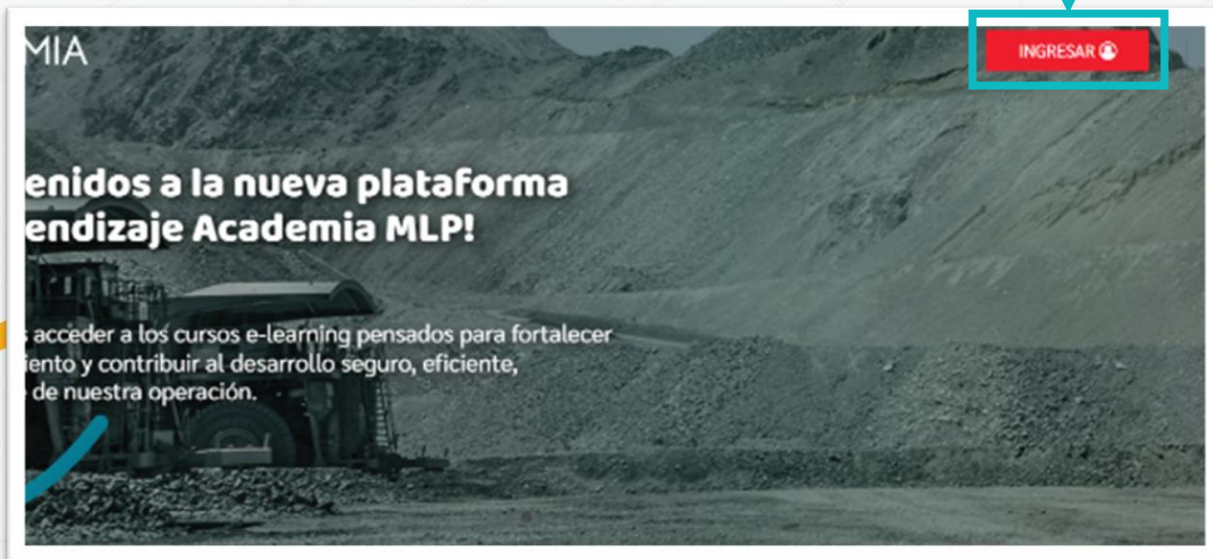 MIA
INGRESAR
enidos a la nueva plataforma
endizaje Academia MLP!
acceder a los cursos e-learning pensados para fortalecer
iento y contribuir al desarrollo seguro, eficiente,
de nuestra operación.